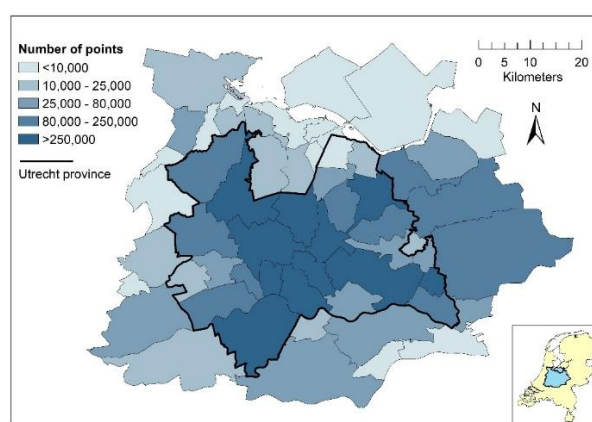 Number of points
<10,000
10,000 - 25,000
25,000 - 80,000
80,000 - 250,000
>250,000
Utrecht province
0 5 10 20
Kilometers
N